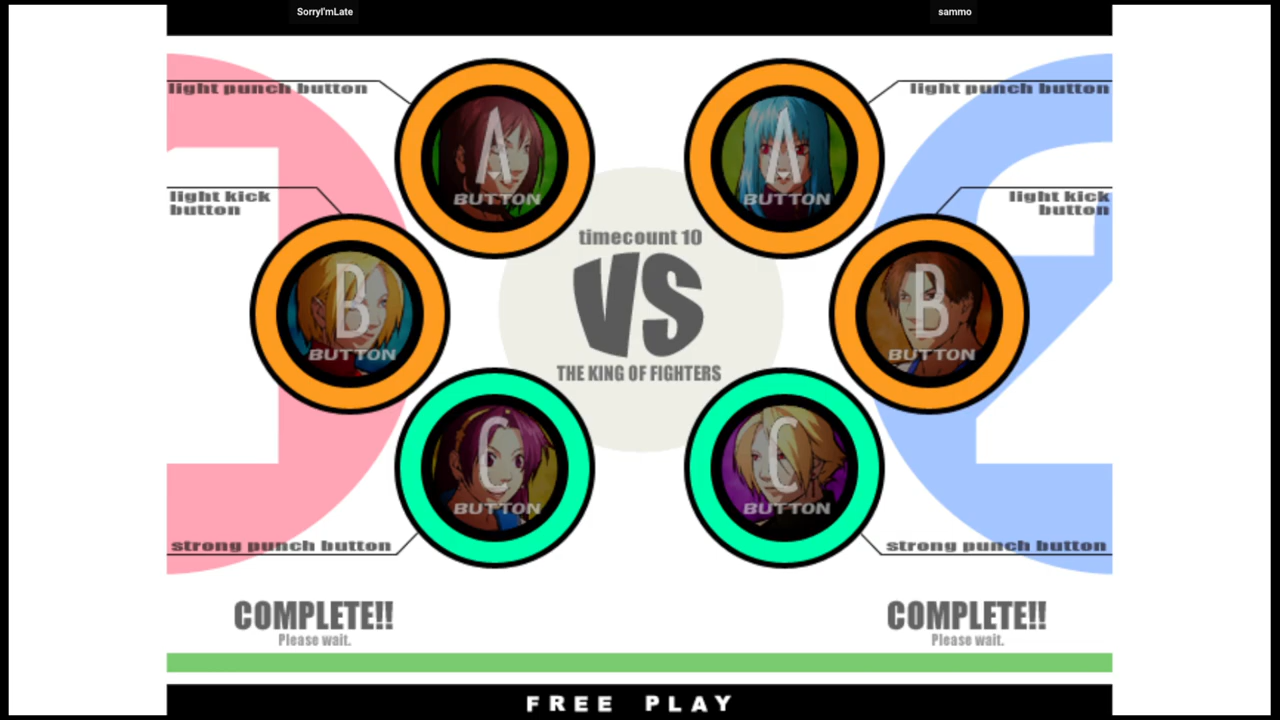 SorryI'mLate
sammo
light punch button
light punch button
A
BUTTON
A
BUTTON
light kick
button
light kick
button
timecount 10
VS
THE KING OF FIGHTERS
B
BUTTON
B
BUTTON
C
BUTTON
C
BUTTON
strong punch button
strong punch button
COMPLETE!!
Please wait.
COMPLETE!!
Please wait.
FREE PLAY